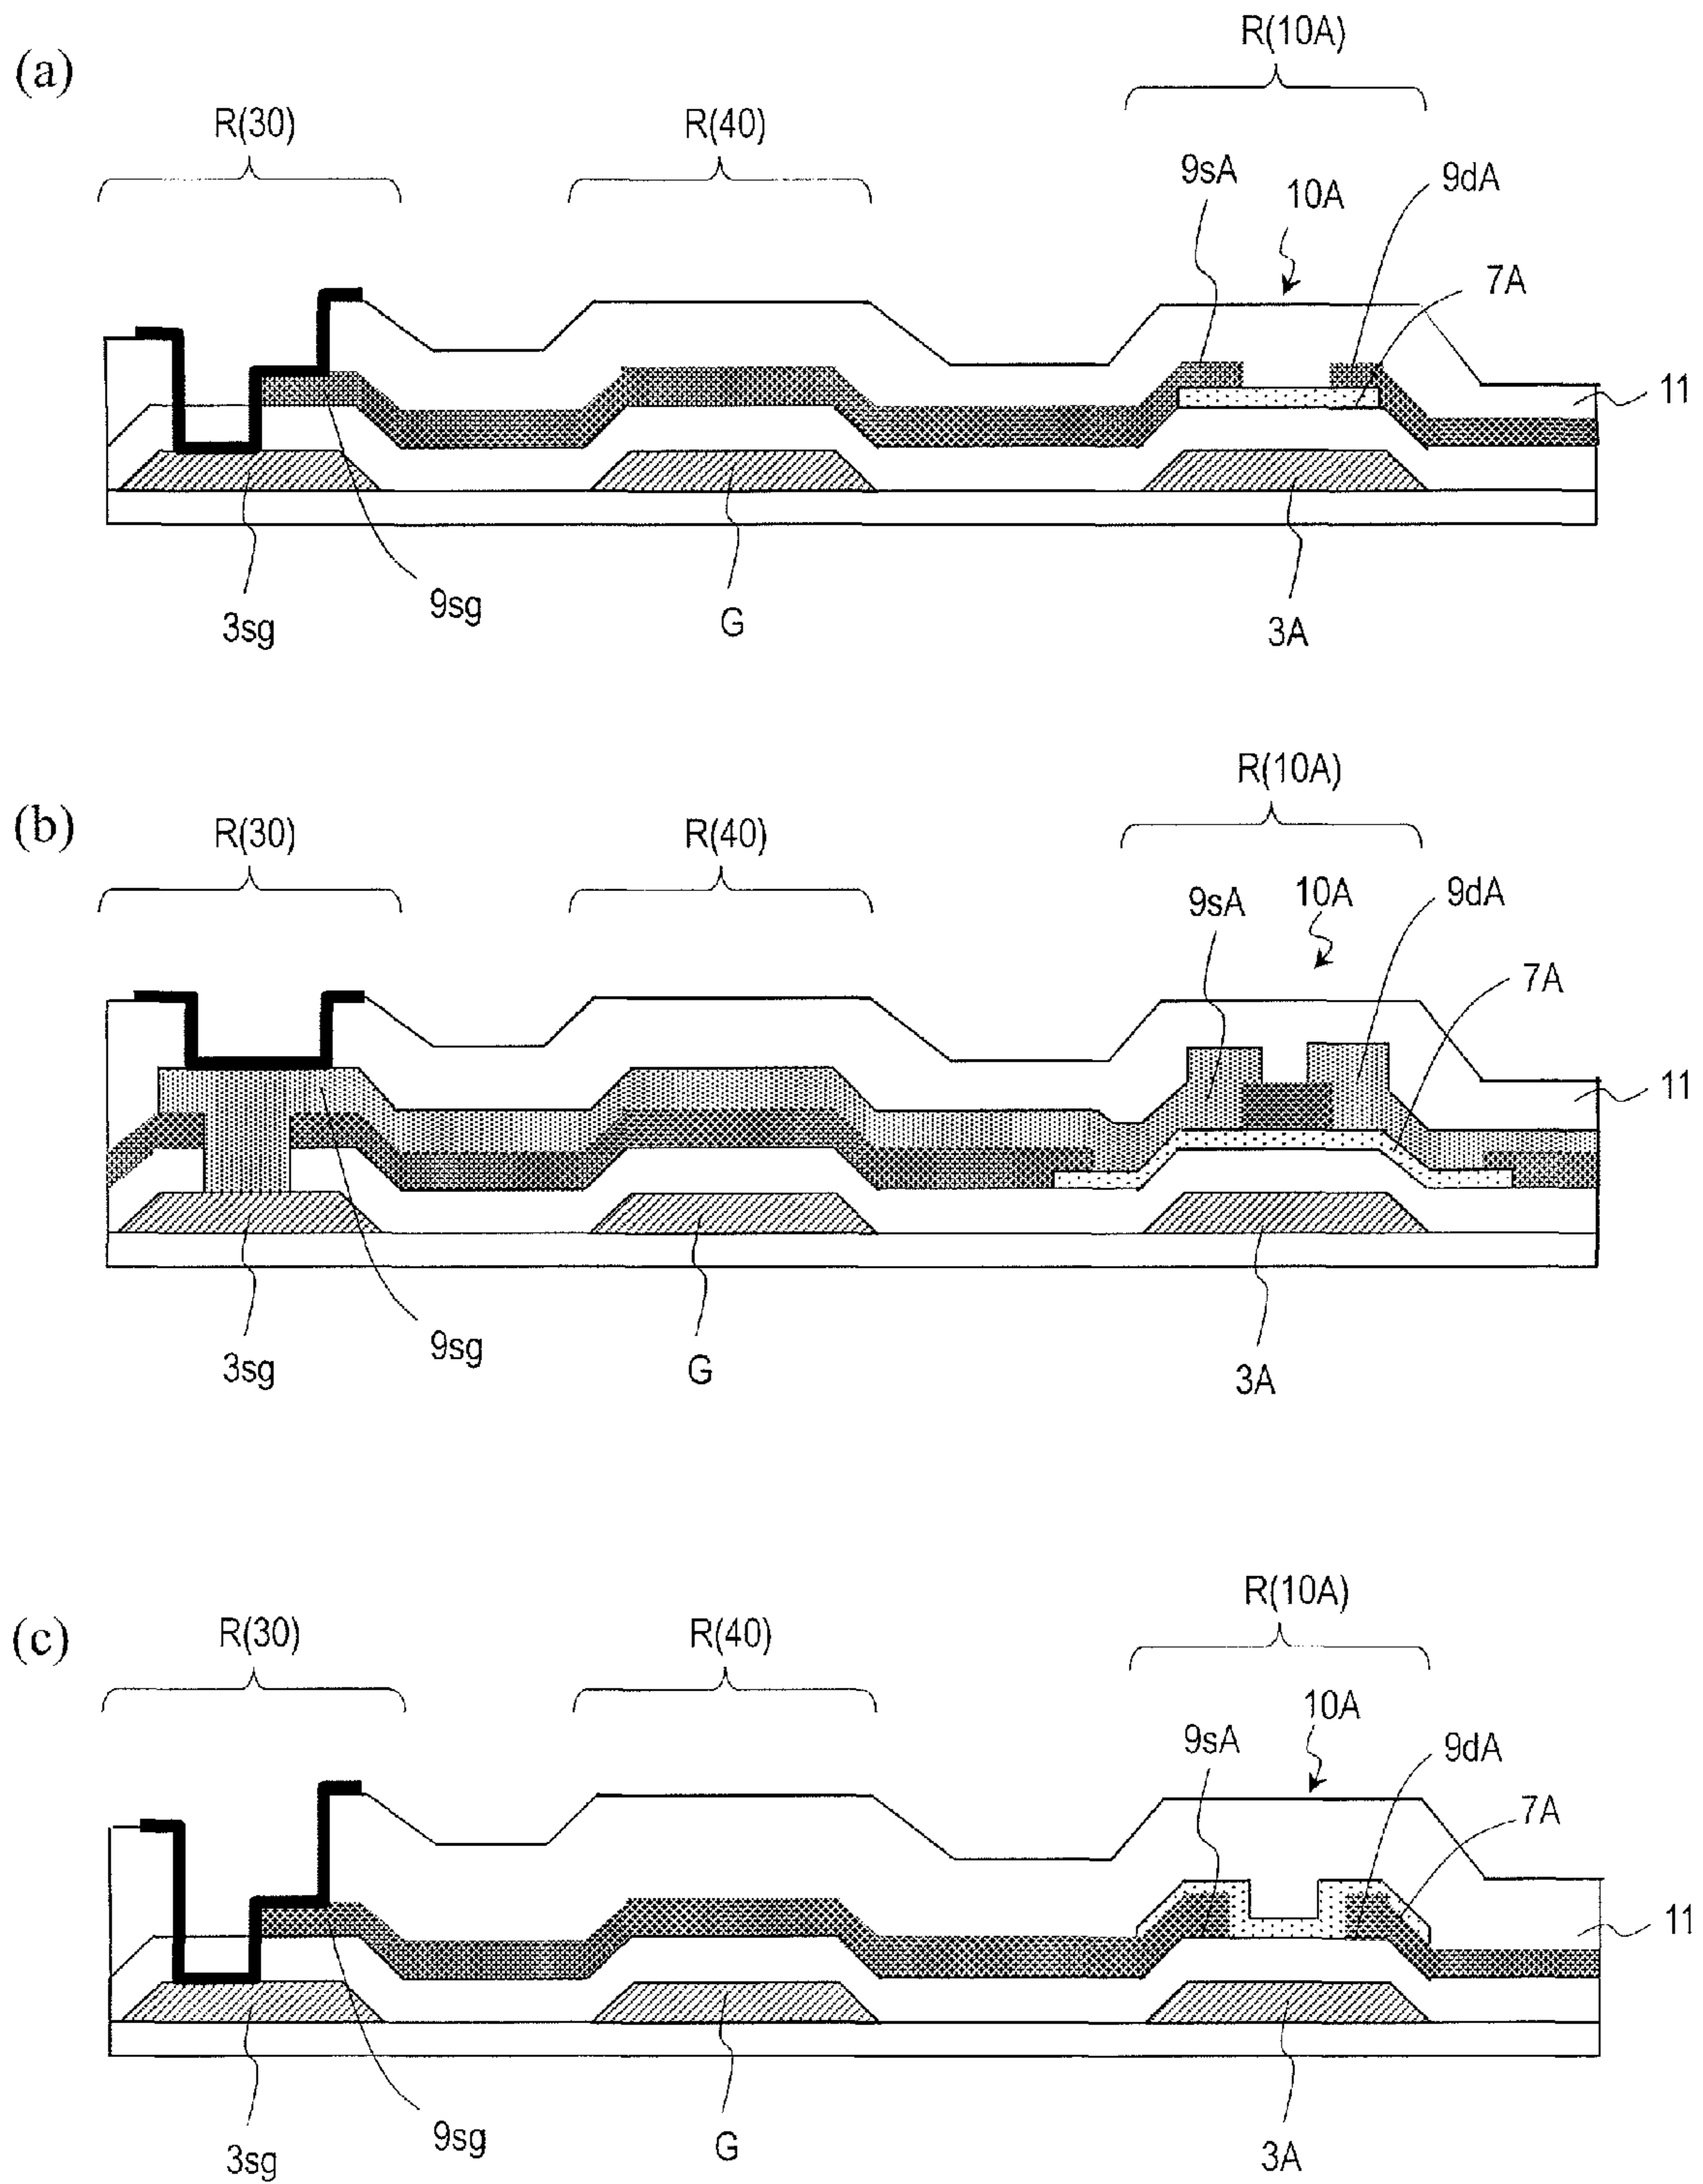 (a)
R(30)
R(40)
R(10A)
9sA
10A
9dA
7A
11
3sg
9sg
G
3A
(b)
R(30)
R(40)
R(10A)
9sA
10A
9dA
7A
11
3sg
9sg
G
3A
(c)
R(30)
R(40)
R(10A)
9sA
10A
9dA
7A
11
3sg
9sg
G
3A